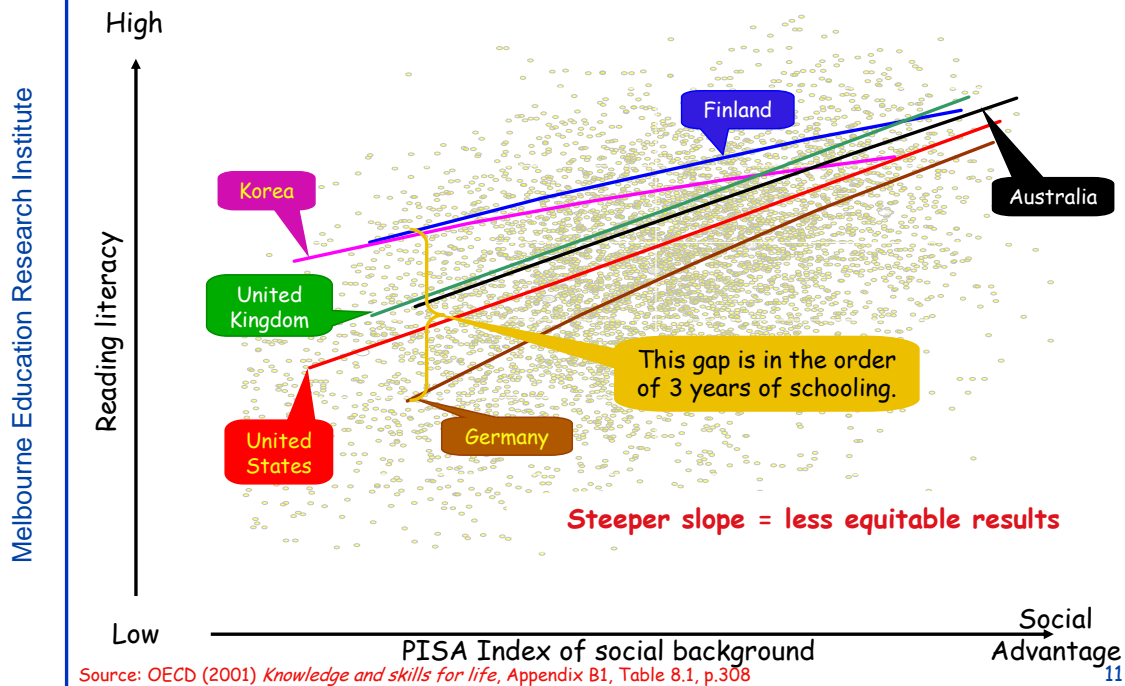 Melbourne Education Research Institute
High
Reading literacy
Low
Korea
Finland
Australia
United
Kingdom
This gap is in the order
of 3 years of schooling.
United
States
Germany
Steeper slope = less equitable results
PISA Index of social background
Social
Advantage
Source: OECD (2001) Knowledge and skills for life, Appendix B1, Table 8.1, p.308
11